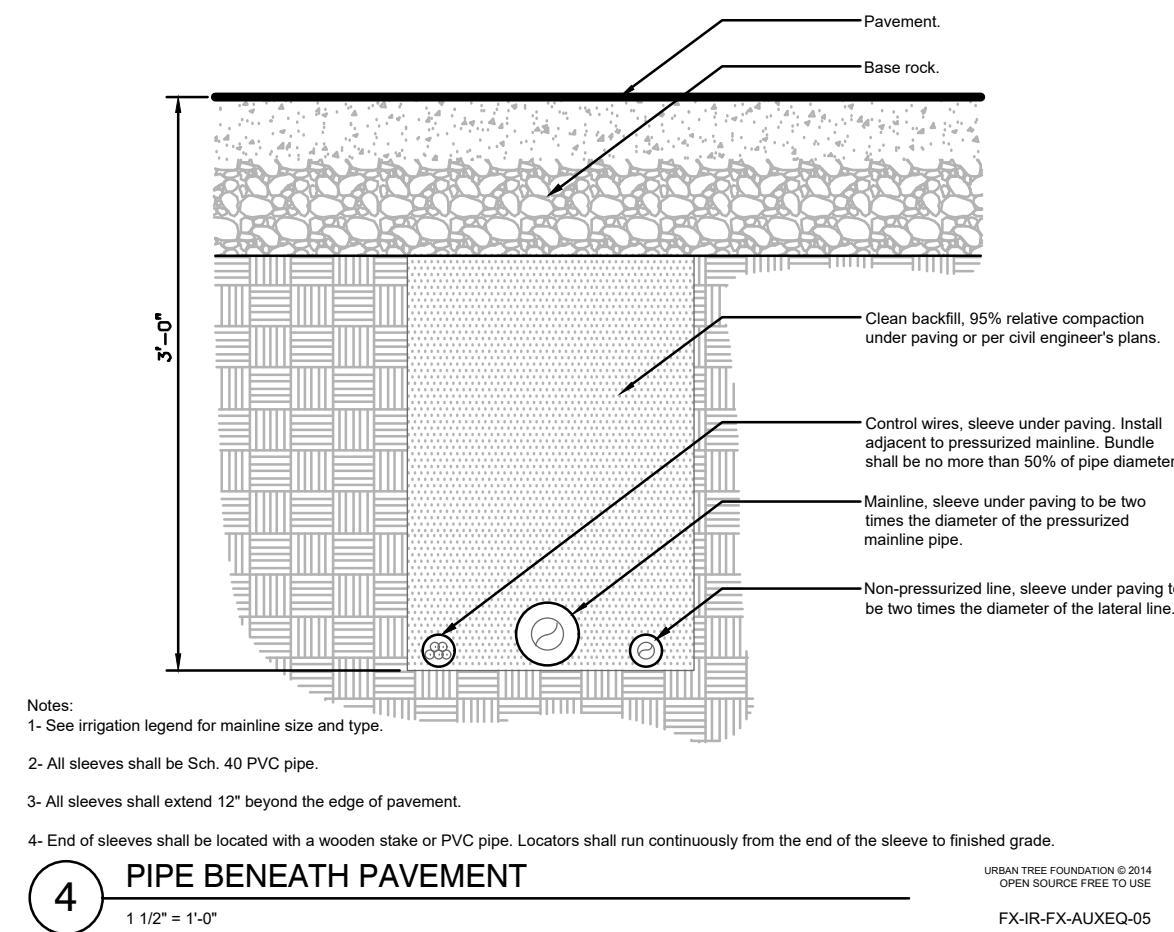 Pavement.
Base rock.
3'-0"
Clean backfill, 95% relative compaction
under paving or per civil engineer's plans.
Control wires, sleeve under paving. Install
adjacent to pressurized mainline. Bundle
shall be no more than 50% of pipe diameter
Mainline, sleeve under paving to be two
times the diameter of the pressurized
mainline pipe.
Non-pressurized line, sleeve under paving to
be two times the diameter of the lateral line.
Notes:
1- See irrigation legend for mainline size and type.
2- All sleeves shall be Sch. 40 PVC pipe.
3- All sleeves shall extend 12" beyond the edge of pavement.
4- End of sleeves shall be located with a wooden stake or PVC pipe. Locators shall run continuously from the end of the sleeve to finished grade.
4
PIPE BENEATH PAVEMENT
1 1/2" = 1'-0"
URBAN TREE FOUNDATION © 2014
OPEN SOURCE FREE TO USE
FX-IR-FX-AUXEQ-05